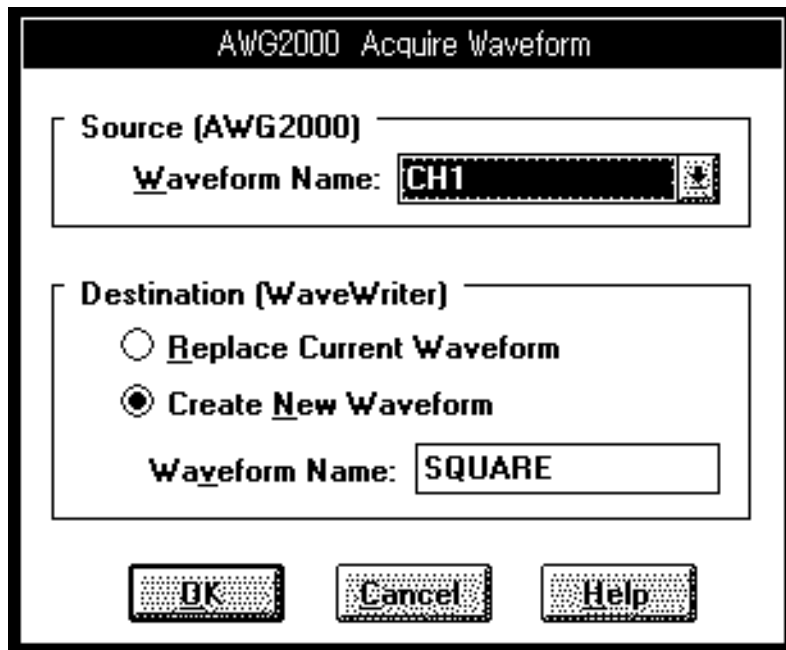 AWG2000 Acquire Waveform
Source (AWG2000)
Waveform Name: CH1
Destination (WaveWriter)
Replace Current Waveform
Create New Waveform
Waveform Name: SQUARE
OK Cancel Help